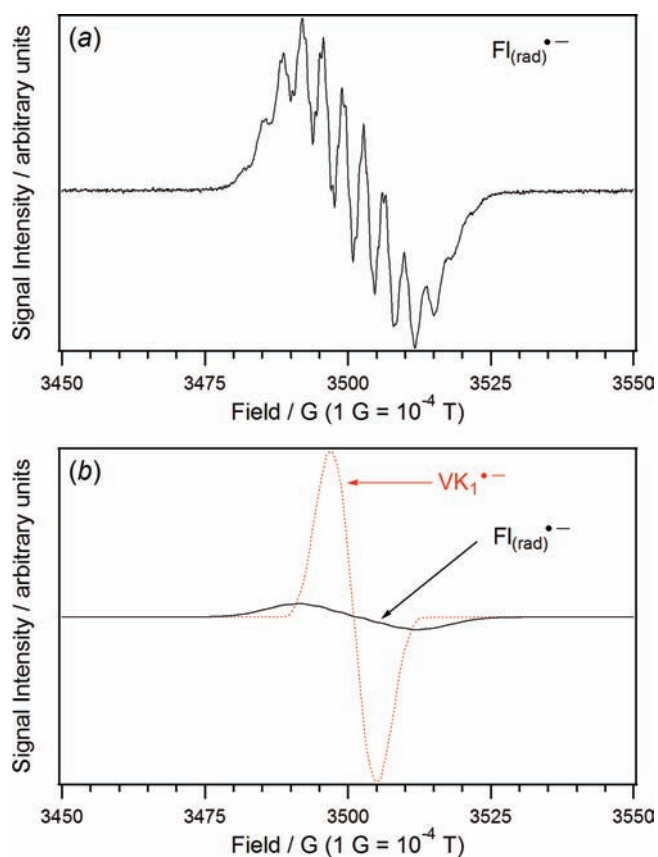 (a)
Fl(rad)•−
Signal Intensity / arbitrary units
3450 3475 3500 3525 3550
Field / G (1 G = 10⁻⁴ T)
(b)
VK₁•−
Fl(rad)•−
Signal Intensity / arbitrary units
3450 3475 3500 3525 3550
Field / G (1 G = 10⁻⁴ T)